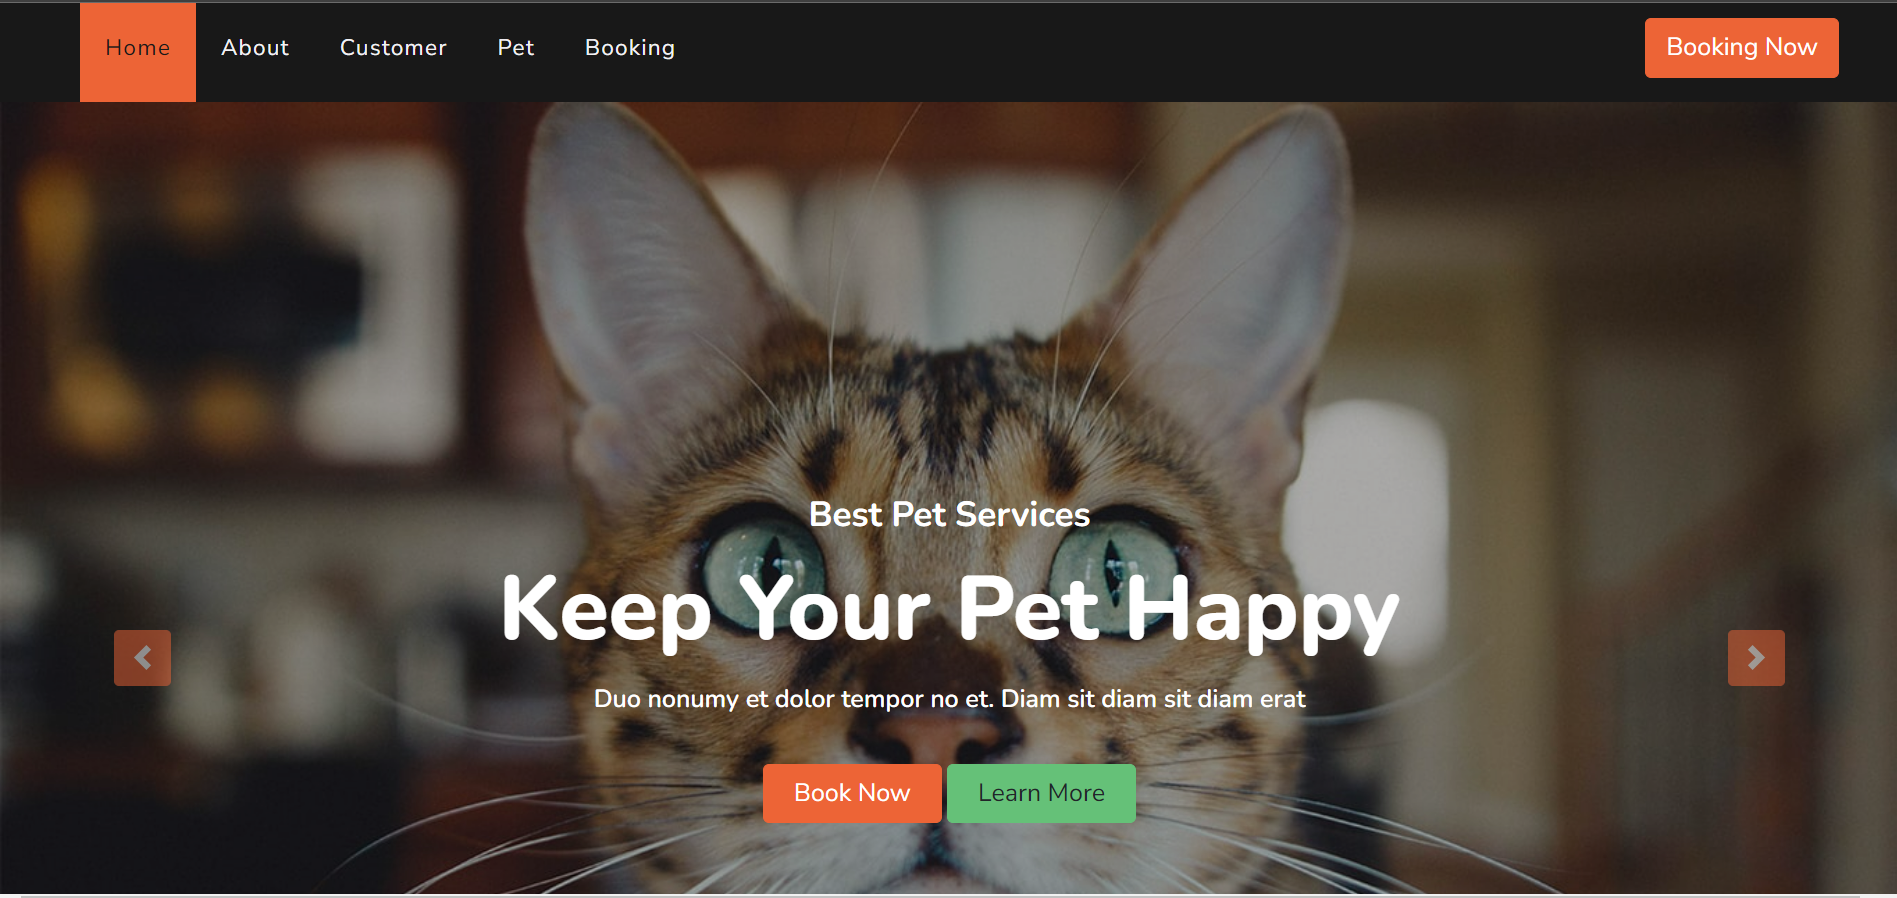 Home About Customer Pet Booking Booking Now
Best Pet Services
Keep Your Pet Happy
Duo nonumy et dolor tempor no et. Diam sit diam sit diam erat
Book Now Learn More